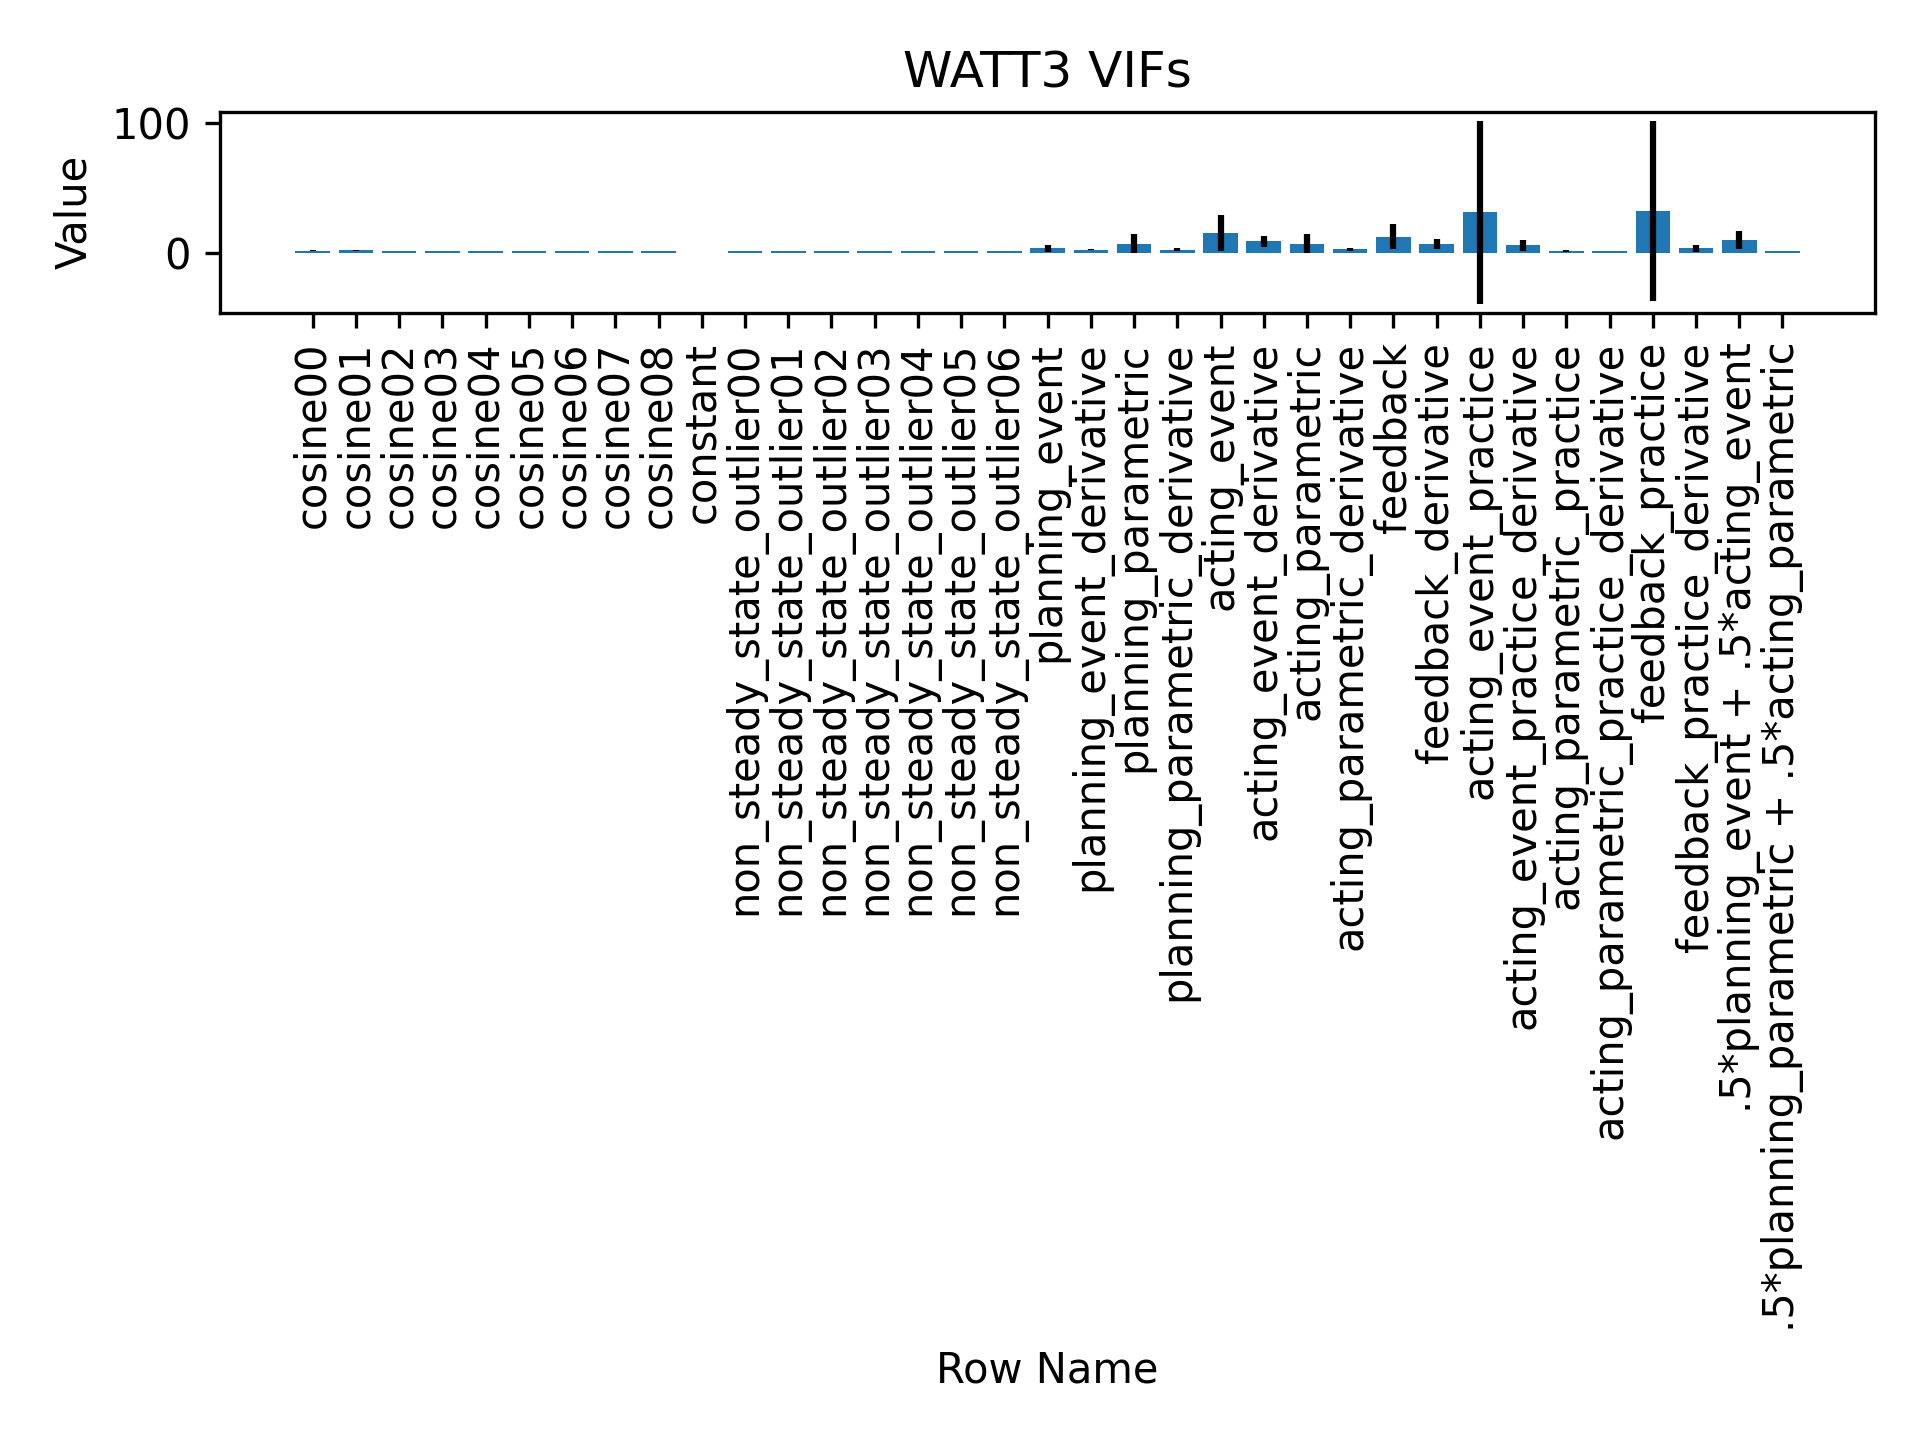 WATT3 VIFs
100
0
Value
cosine00
cosine01
cosine02
cosine03
cosine04
cosine05
cosine06
cosine07
cosine08
constant
non_steady_state_outlier00
non_steady_state_outlier01
non_steady_state_outlier02
non_steady_state_outlier03
non_steady_state_outlier04
non_steady_state_outlier05
non_steady_state_outlier06
planning_event
planning_event_derivative
planning_parametric
planning_parametric_derivative
acting_event
acting_event_derivative
acting_parametric
acting_parametric_derivative
feedback
feedback_derivative
acting_event_practice
acting_event_practice_derivative
acting_parametric_practice
acting_parametric_practice_derivative
feedback_practice
feedback_practice_derivative
.5*planning_event + .5*acting_event
.5*planning_parametric + .5*acting_parametric
Row Name